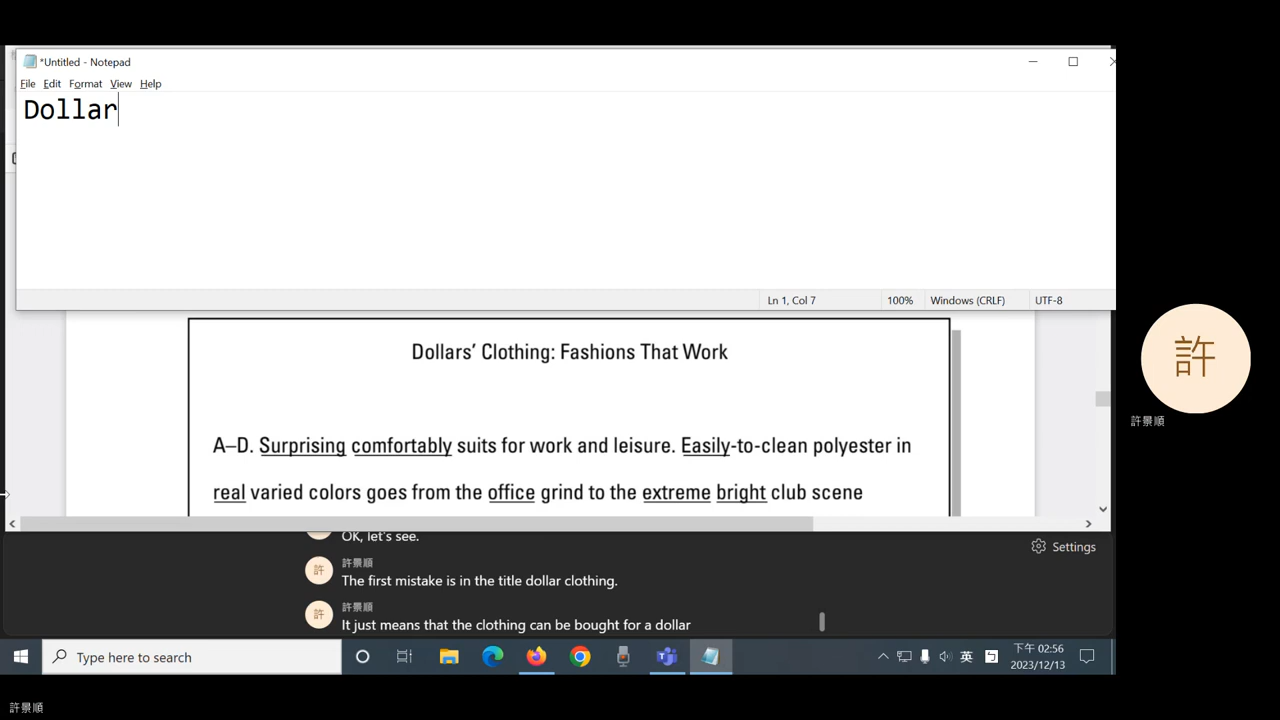 *Untitled - Notepad
File Edit Format View Help
Dollar
Ln 1, Col 7 100% Windows (CRLF) UTF-8
Dollars’ Clothing: Fashions That Work
A–D. Surprising comfortably suits for work and leisure. Easily-to-clean polyester in
real varied colors goes from the office grind to the extreme bright club scene
OK, let's see.
Settings
許景順
許
The first mistake is in the title dollar clothing.
許景順
許
It just means that the clothing can be bought for a dollar
許
許景順
Type here to search
英
下午 02:56
2023/12/13
許景順